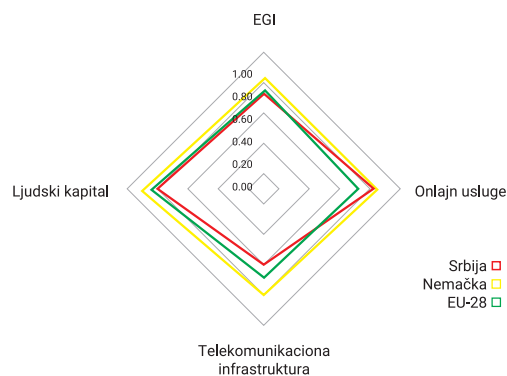 EGI
1.00
0.80
0.60
0.40
0.20
0.00
Ljudski kapital
Onlajn usluge
Srbija
Nemačka
EU-28
Telekomunikaciona
infrastruktura